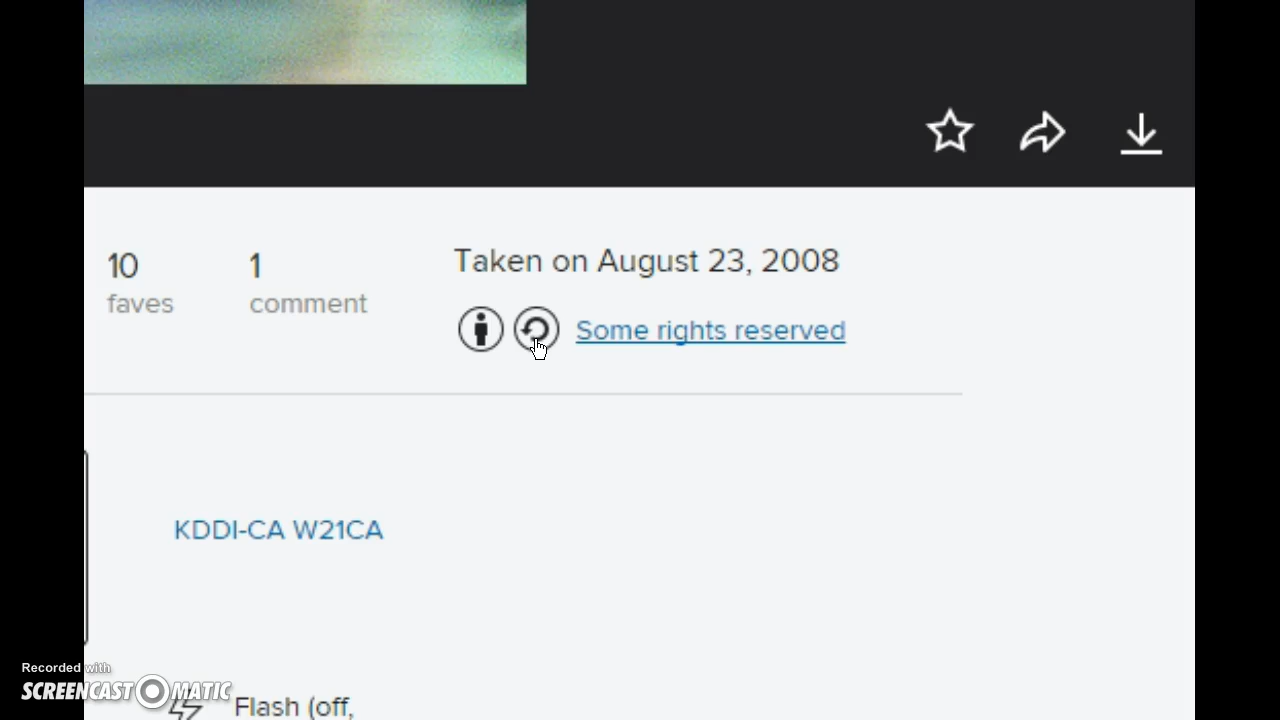 10
faves
1
comment
Taken on August 23, 2008
Some rights reserved
KDDI-CA W21CA
Flash (off,
Recorded with
SCREENCAST MATIC